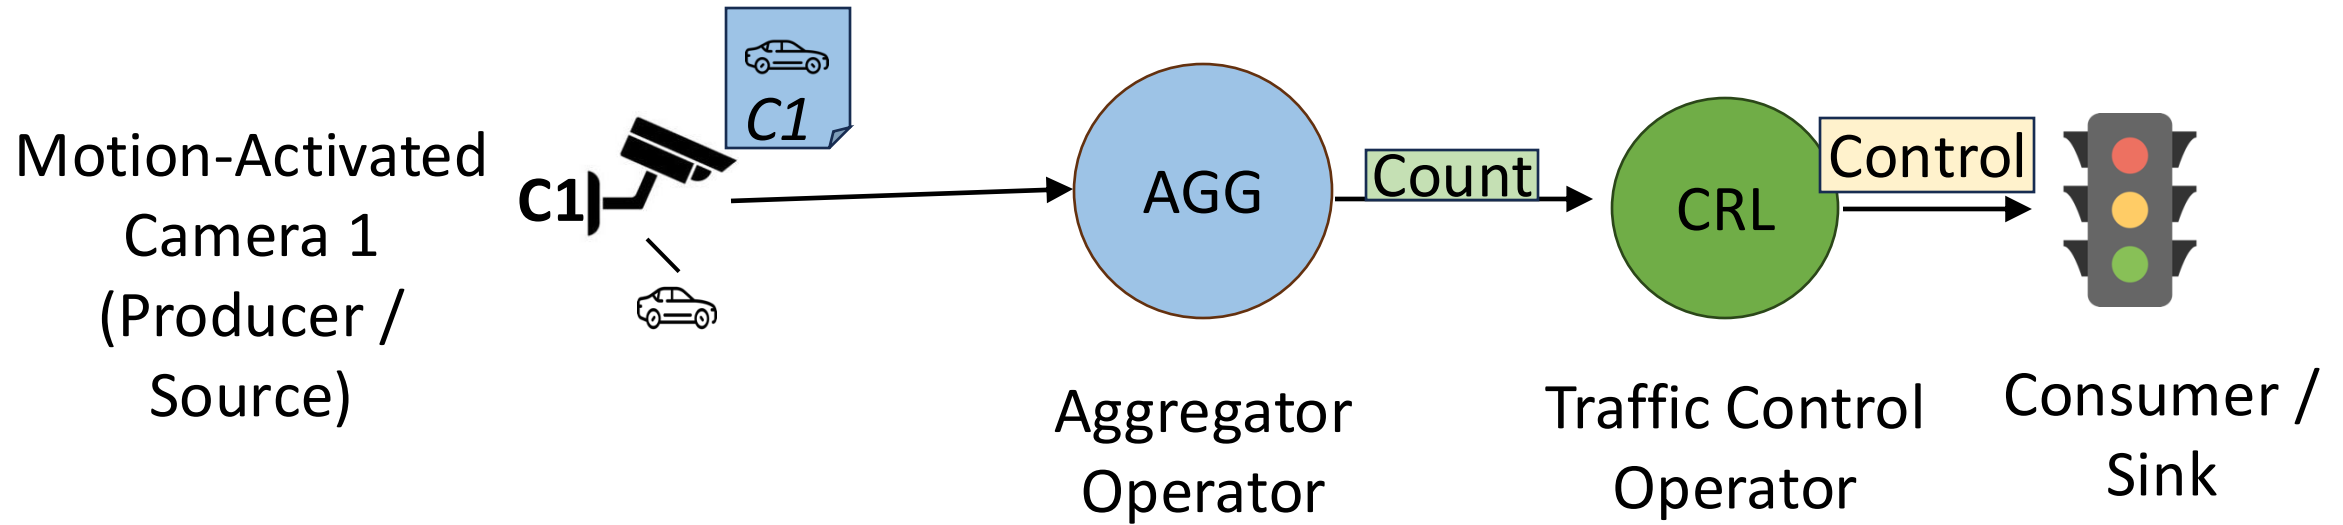 Motion-Activated
Camera 1
(Producer /
Source)
C1
C1
AGG
Aggregator
Operator
Count
CRL
Traffic Control
Operator
Control
Consumer /
Sink